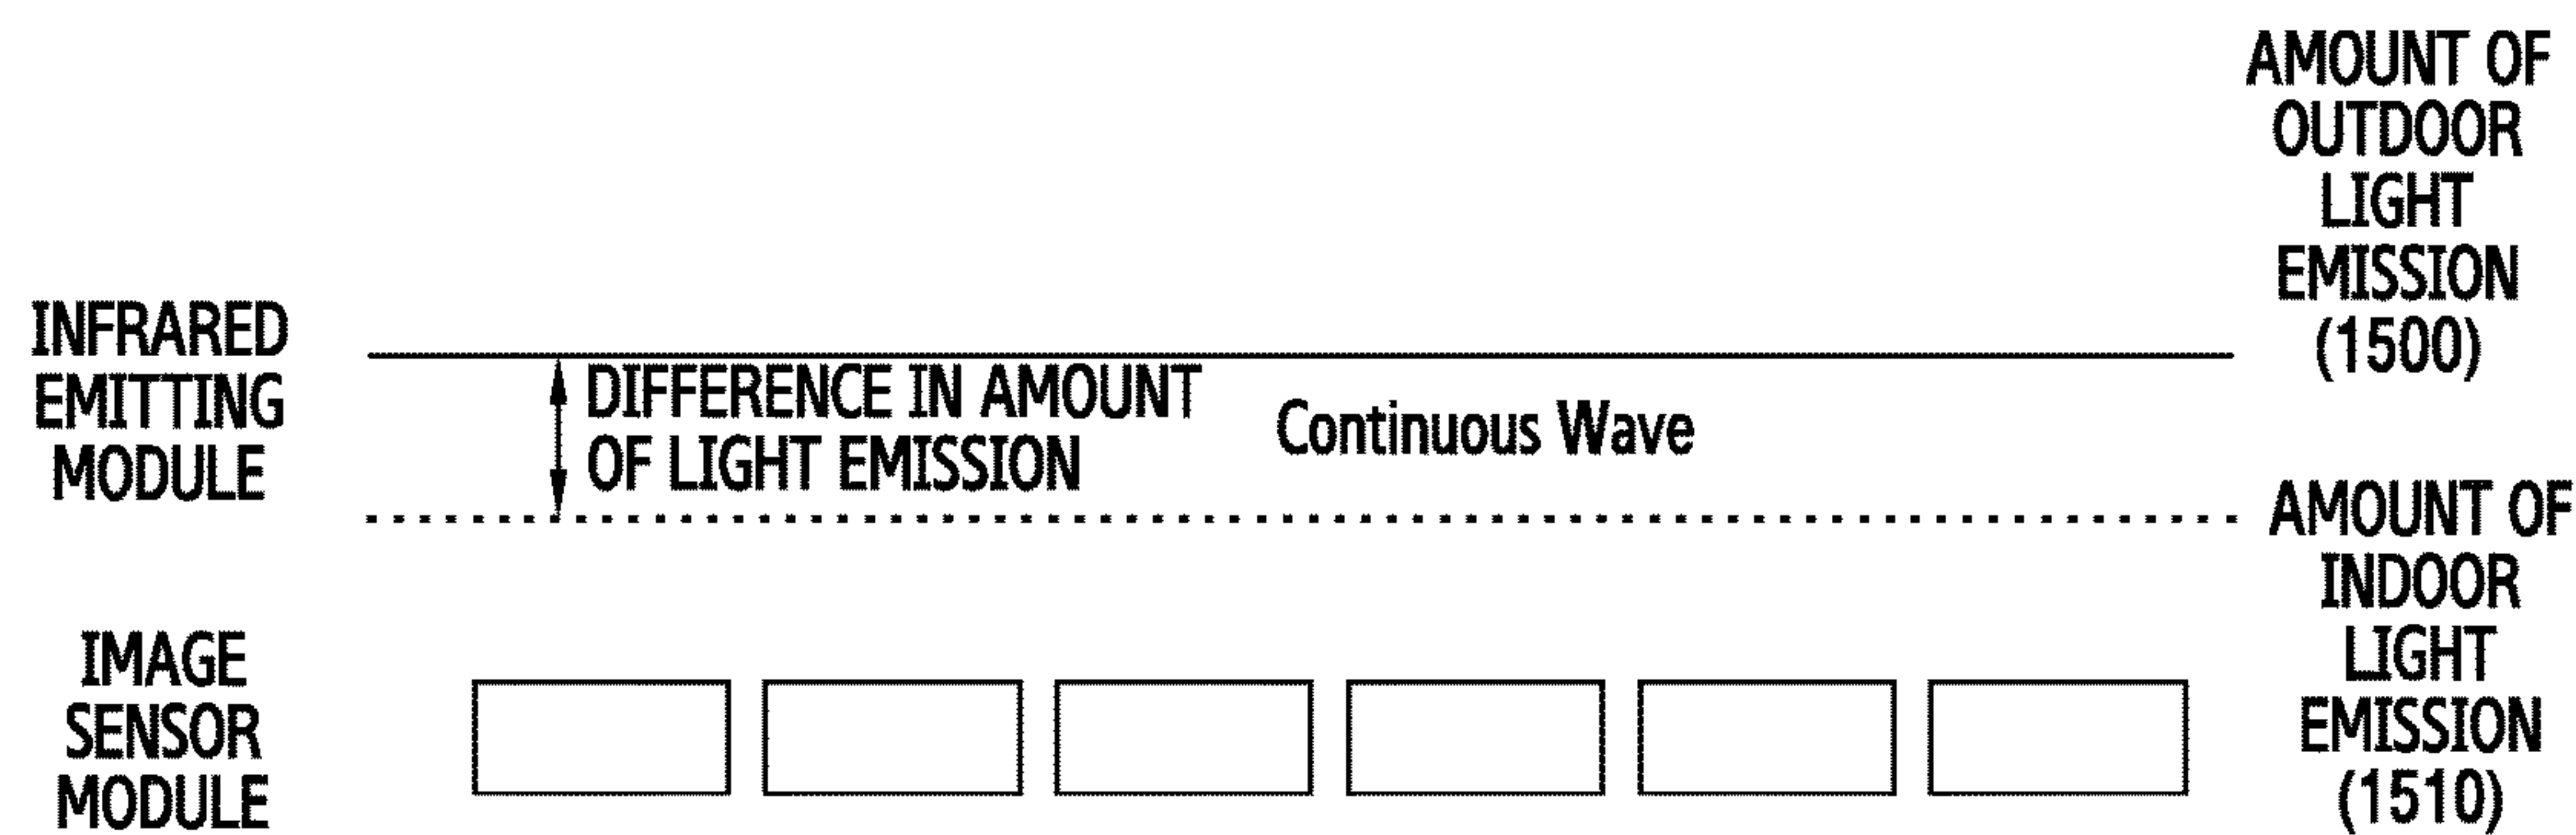 INFRARED
EMITTING
MODULE
DIFFERENCE IN AMOUNT
OF LIGHT EMISSION
Continuous Wave
AMOUNT OF
OUTDOOR
LIGHT
EMISSION
(1500)
AMOUNT OF
INDOOR
LIGHT
EMISSION
(1510)
IMAGE
SENSOR
MODULE